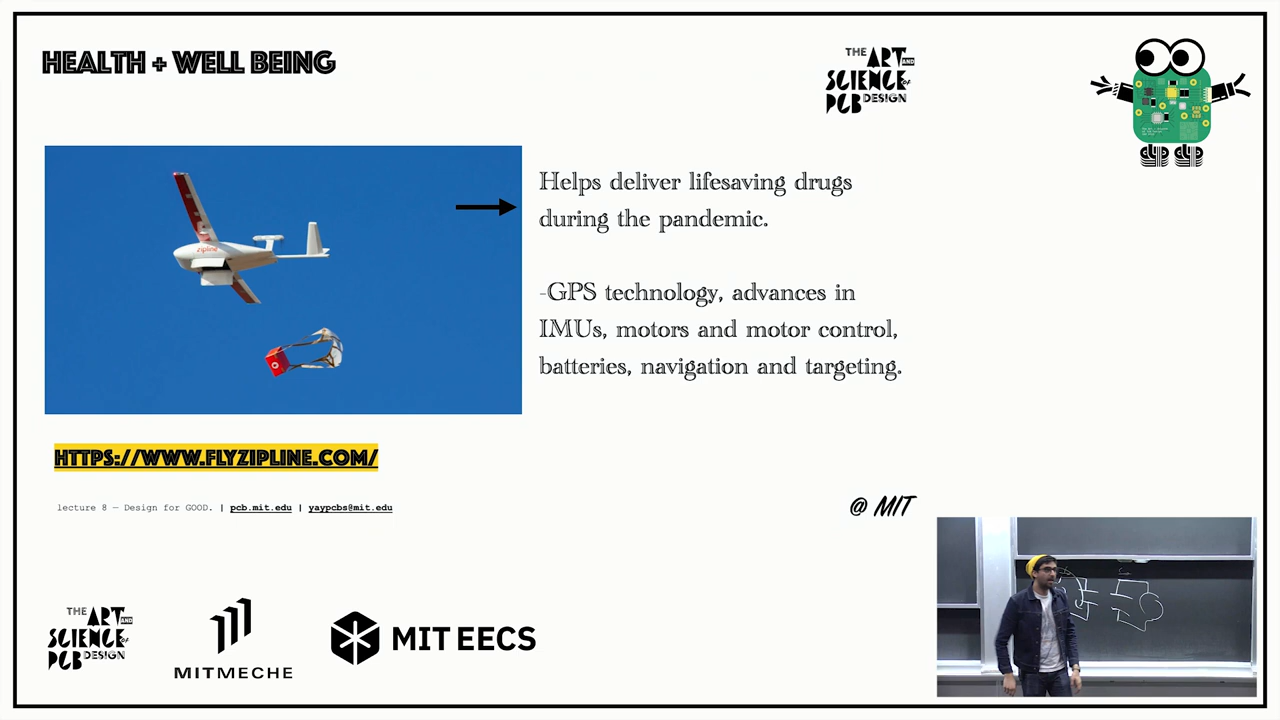 HEALTH + WELL BEING
THE ART AND
SCIENCE OF
PCB DESIGN
zipline
Helps deliver lifesaving drugs
during the pandemic.
-GPS technology, advances in
IMUs, motors and motor control,
batteries, navigation and targeting.
HTTPS://WWW.FLYZIPLINE.COM/
lecture 8 – Design for GOOD. | pcb.mit.edu | yaypcbs@mit.edu
@ MIT
THE ART AND
SCIENCE OF
PCB DESIGN
MITMECHE
MIT EECS